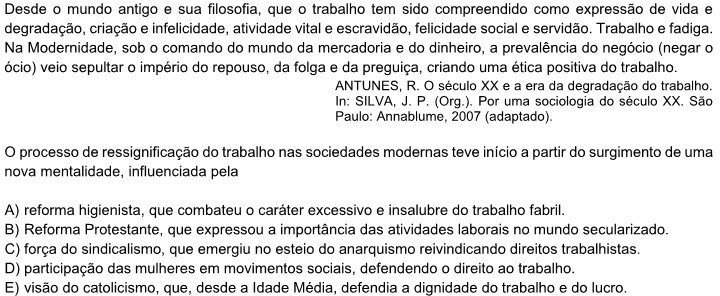 Desde o mundo antigo e sua filosofia, que o trabalho tem sido compreendido como expressão de vida e
degradação, criação e infelicidade, atividade vital e escravidão, felicidade social e servidão. Trabalho e fadiga.
Na Modernidade, sob o comando do mundo da mercadoria e do dinheiro, a prevalência do negócio (negar o
ócio) veio sepultar o império do repouso, da folga e da preguiça, criando uma ética positiva do trabalho.
ANTUNES, R. O século XX e a era da degradação do trabalho.
In: SILVA, J. P. (Org.). Por uma sociologia do século XX. São
Paulo: Annablume, 2007 (adaptado).
O processo de ressignificação do trabalho nas sociedades modernas teve início a partir do surgimento de uma
nova mentalidade, influenciada pela
A) reforma higienista, que combateu o caráter excessivo e insalubre do trabalho fabril.
B) Reforma Protestante, que expressou a importância das atividades laborais no mundo secularizado.
C) força do sindicalismo, que emergiu no esteio do anarquismo reivindicando direitos trabalhistas.
D) participação das mulheres em movimentos sociais, defendendo o direito ao trabalho.
E) visão do catolicismo, que, desde a Idade Média, defendia a dignidade do trabalho e do lucro.